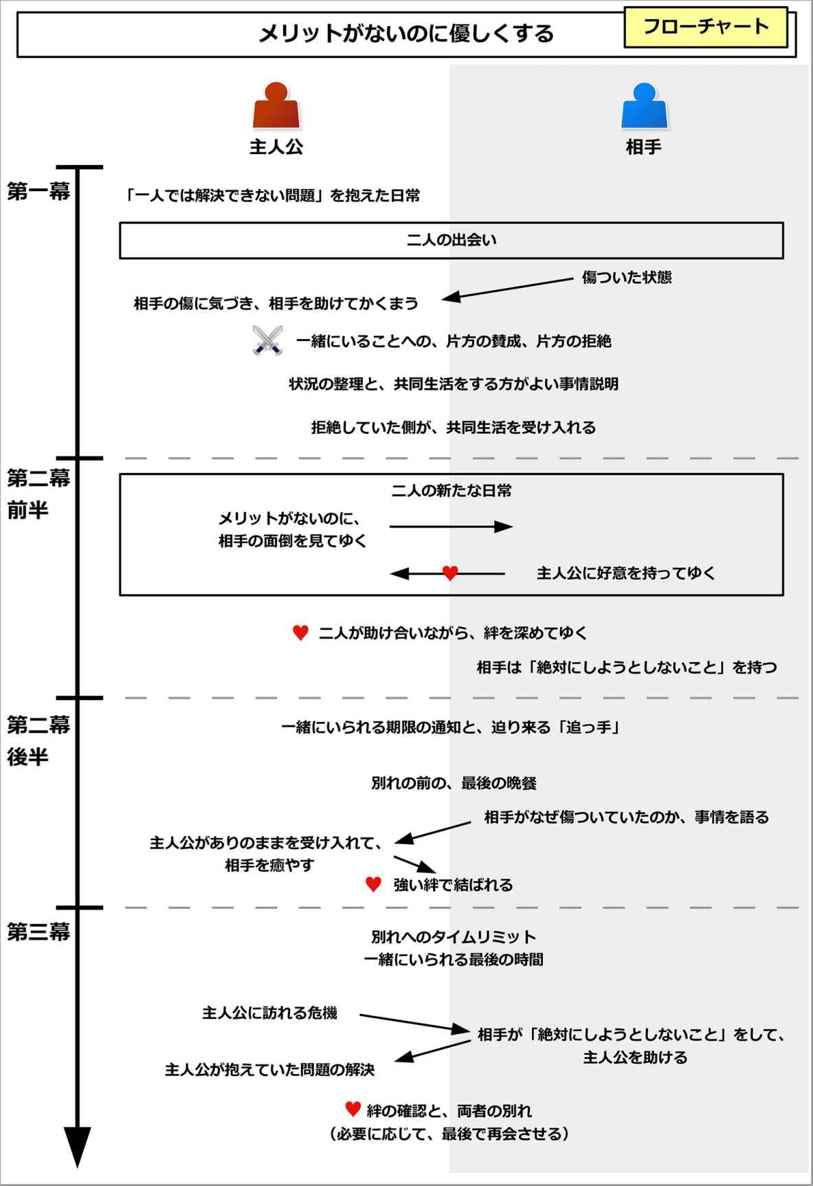 メリットがないのに優しくする
フローチャート
主人公
相手
第一幕
「一人では解決できない問題」を抱えた日常
二人の出会い
傷ついた状態
相手の傷に気づき、相手を助けてかくまう
一緒にいることへの、片方の賛成、片方の拒絶
状況の整理と、共同生活をする方がよい事情説明
拒絶していた側が、共同生活を受け入れる
第二幕
前半
二人の新たな日常
メリットがないのに、
相手の面倒を見てゆく
主人公に好意を持ってゆく
二人が助け合いながら、絆を深めてゆく
相手は「絶対にしようとしないこと」を持つ
第二幕
後半
一緒にいられる期限の通知と、迫り来る「追っ手」
別れの前の、最後の晩餐
相手がなぜ傷ついていたのか、事情を語る
主人公がありのままを受け入れて、
相手を癒やす
強い絆で結ばれる
第三幕
別れへのタイムリミット
一緒にいられる最後の時間
主人公に訪れる危機
相手が「絶対にしようとしないこと」をして、
主人公を助ける
主人公が抱えていた問題の解決
絆の確認と、両者の別れ
（必要に応じて、最後で再会させる）